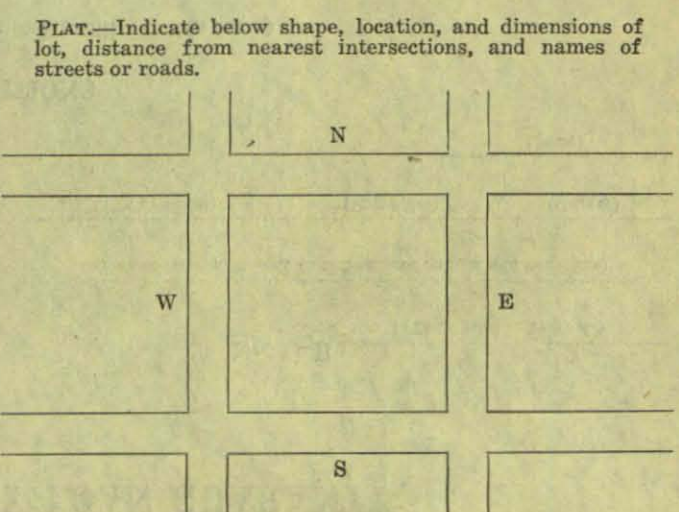 PLAT.—Indicate below shape, location, and dimensions of
lot, distance from nearest intersections, and names of
streets or roads.
N
W
E
S